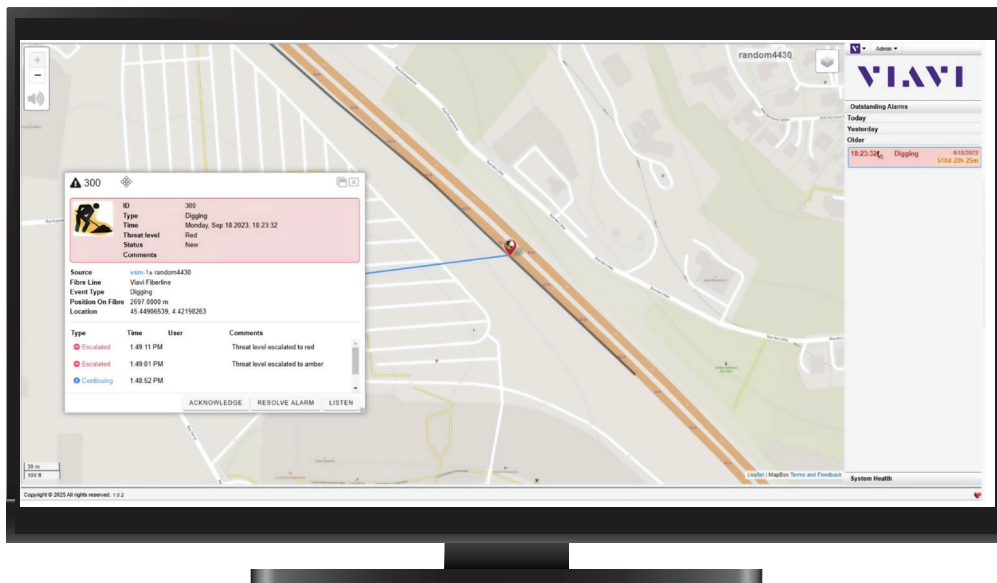 random4430
Admin
VIAVI
Outstanding Alarms
Today
Yesterday
Older
18:23:32 Digging 9/18/2023
510d 20h 25m
300
ID 300
Type Digging
Time Monday, Sep 18 2023, 18:23:32
Threat level Red
Status New
Comments
Source vsm-1s random4430
Fibre Line Viavi Fiberline
Event Type Digging
Position On Fibre 2697.0000 m
Location 45.44906539, 4.42198263
Type Time User Comments
Escalated 1:49:11 PM Threat level escalated to red
Escalated 1:49:01 PM Threat level escalated to amber
Continuing 1:48:52 PM
ACKNOWLEDGE RESOLVE ALARM LISTEN
30 m
100 ft
Leaflet | MapBox Terms and Feedback
System Health
Copyright © 2025 All rights reserved. 1.0.2